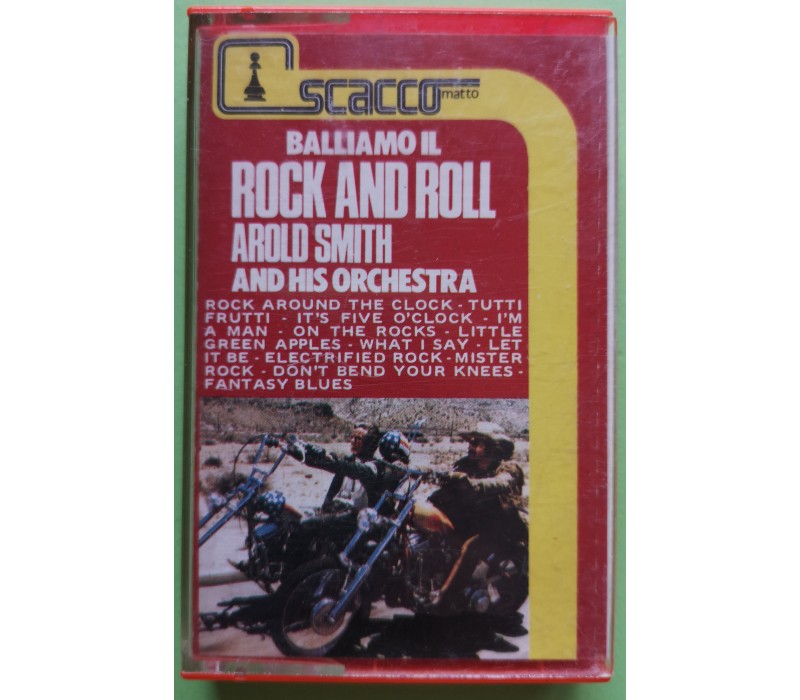 scacco
matto
BALLIAMO IL
ROCK AND ROLL
AROLD SMITH
AND HIS ORCHESTRA
ROCK AROUND THE CLOCK - TUTTI
FRUTTI - IT'S FIVE O'CLOCK - I'M
A MAN - ON THE ROCKS - LITTLE
GREEN APPLES - WHAT I SAY - LET
IT BE - ELECTRIFIED ROCK - MISTER
ROCK - DON'T BEND YOUR KNEES -
FANTASY BLUES